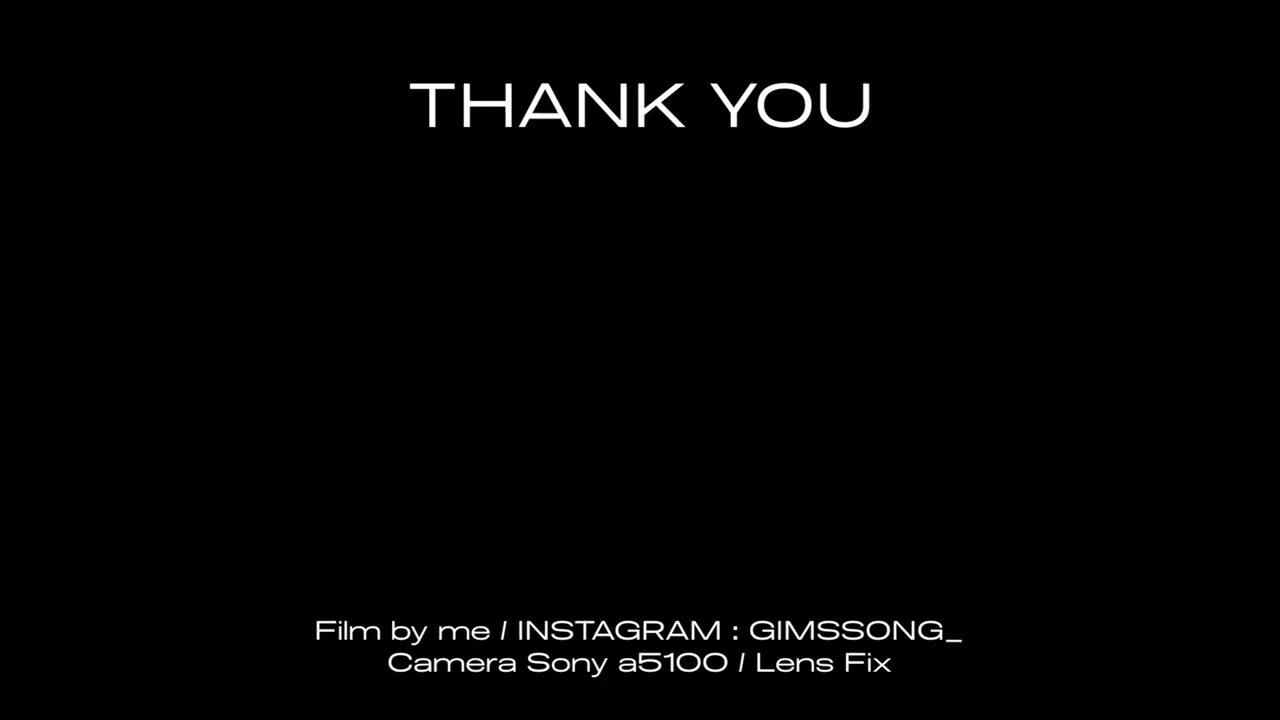 THANK YOU
Film by me / INSTAGRAM : GIMSSONG_
Camera Sony a5100 / Lens Fix